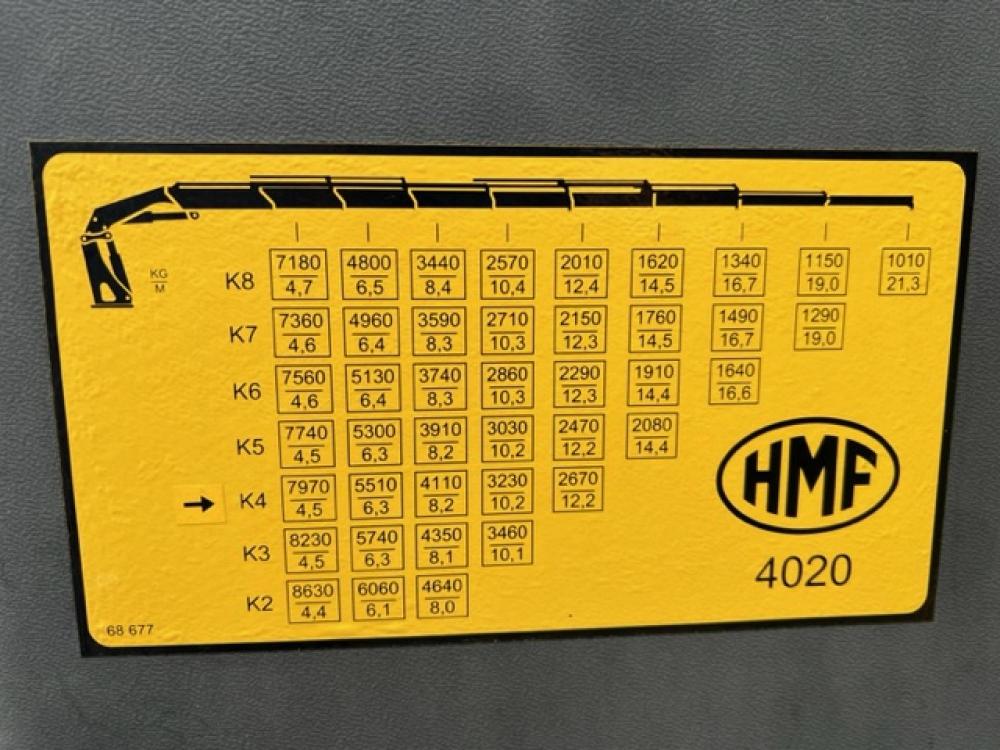 KG
M
K8 7180 4800 3440 2570 2010 1620 1340 1150 1010
4,7 6,5 8,4 10,4 12,4 14,5 16,7 19,0 21,3
K7 7360 4960 3590 2710 2150 1760 1490 1290
4,6 6,4 8,3 10,3 12,3 14,5 16,7 19,0
K6 7560 5130 3740 2860 2290 1910 1640
4,6 6,4 8,3 10,3 12,3 14,4 16,6
K5 7740 5300 3910 3030 2470 2080
4,5 6,3 8,2 10,2 12,2 14,4
K4 7970 5510 4110 3230 2670
4,5 6,3 8,2 10,2 12,2
K3 8230 5740 4350 3460
4,5 6,3 8,1 10,1
K2 8630 6060 4640
4,4 6,1 8,0
HMF
4020
68 677